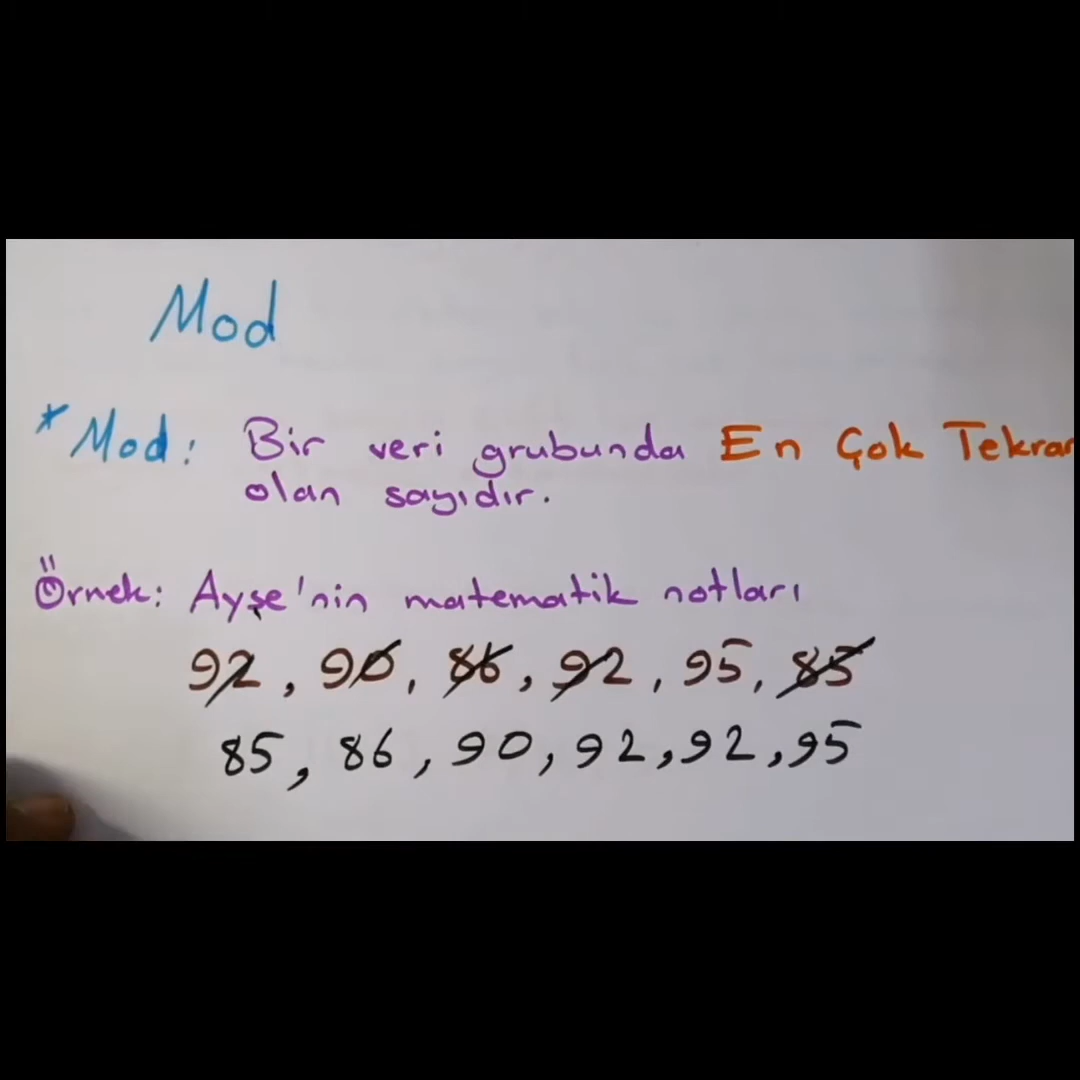 Mod
* Mod: Bir veri grubunda En Çok Tekrar
olan sayıdır.
Örnek: Ayşe'nin matematik notları
92, 90, 86, 92, 95, 85
85, 86, 90, 92, 92, 95